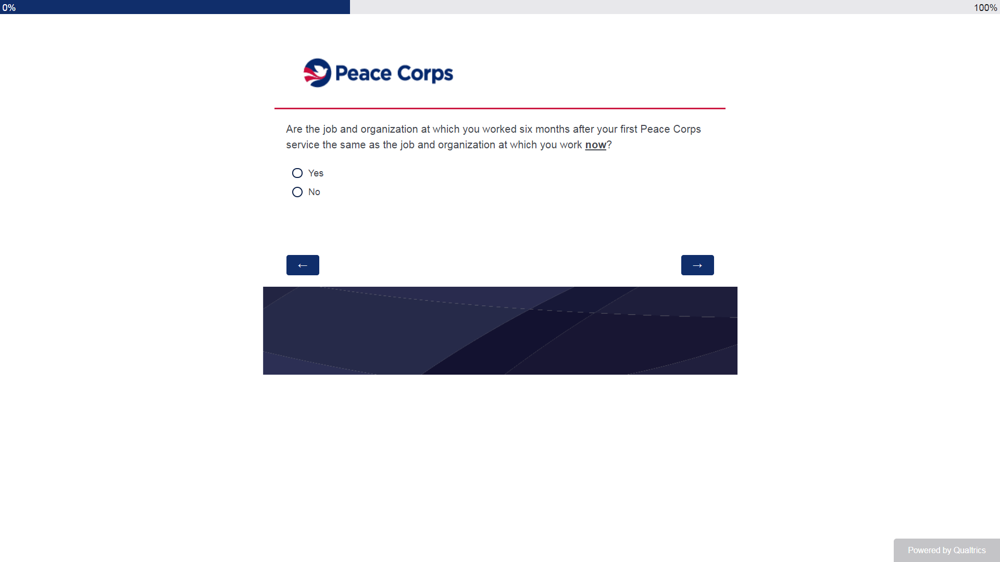 0%
100%
Peace Corps
Are the job and organization at which you worked six months after your first Peace Corps
service the same as the job and organization at which you work now?
Yes
No
←
→
Powered by Qualtrics